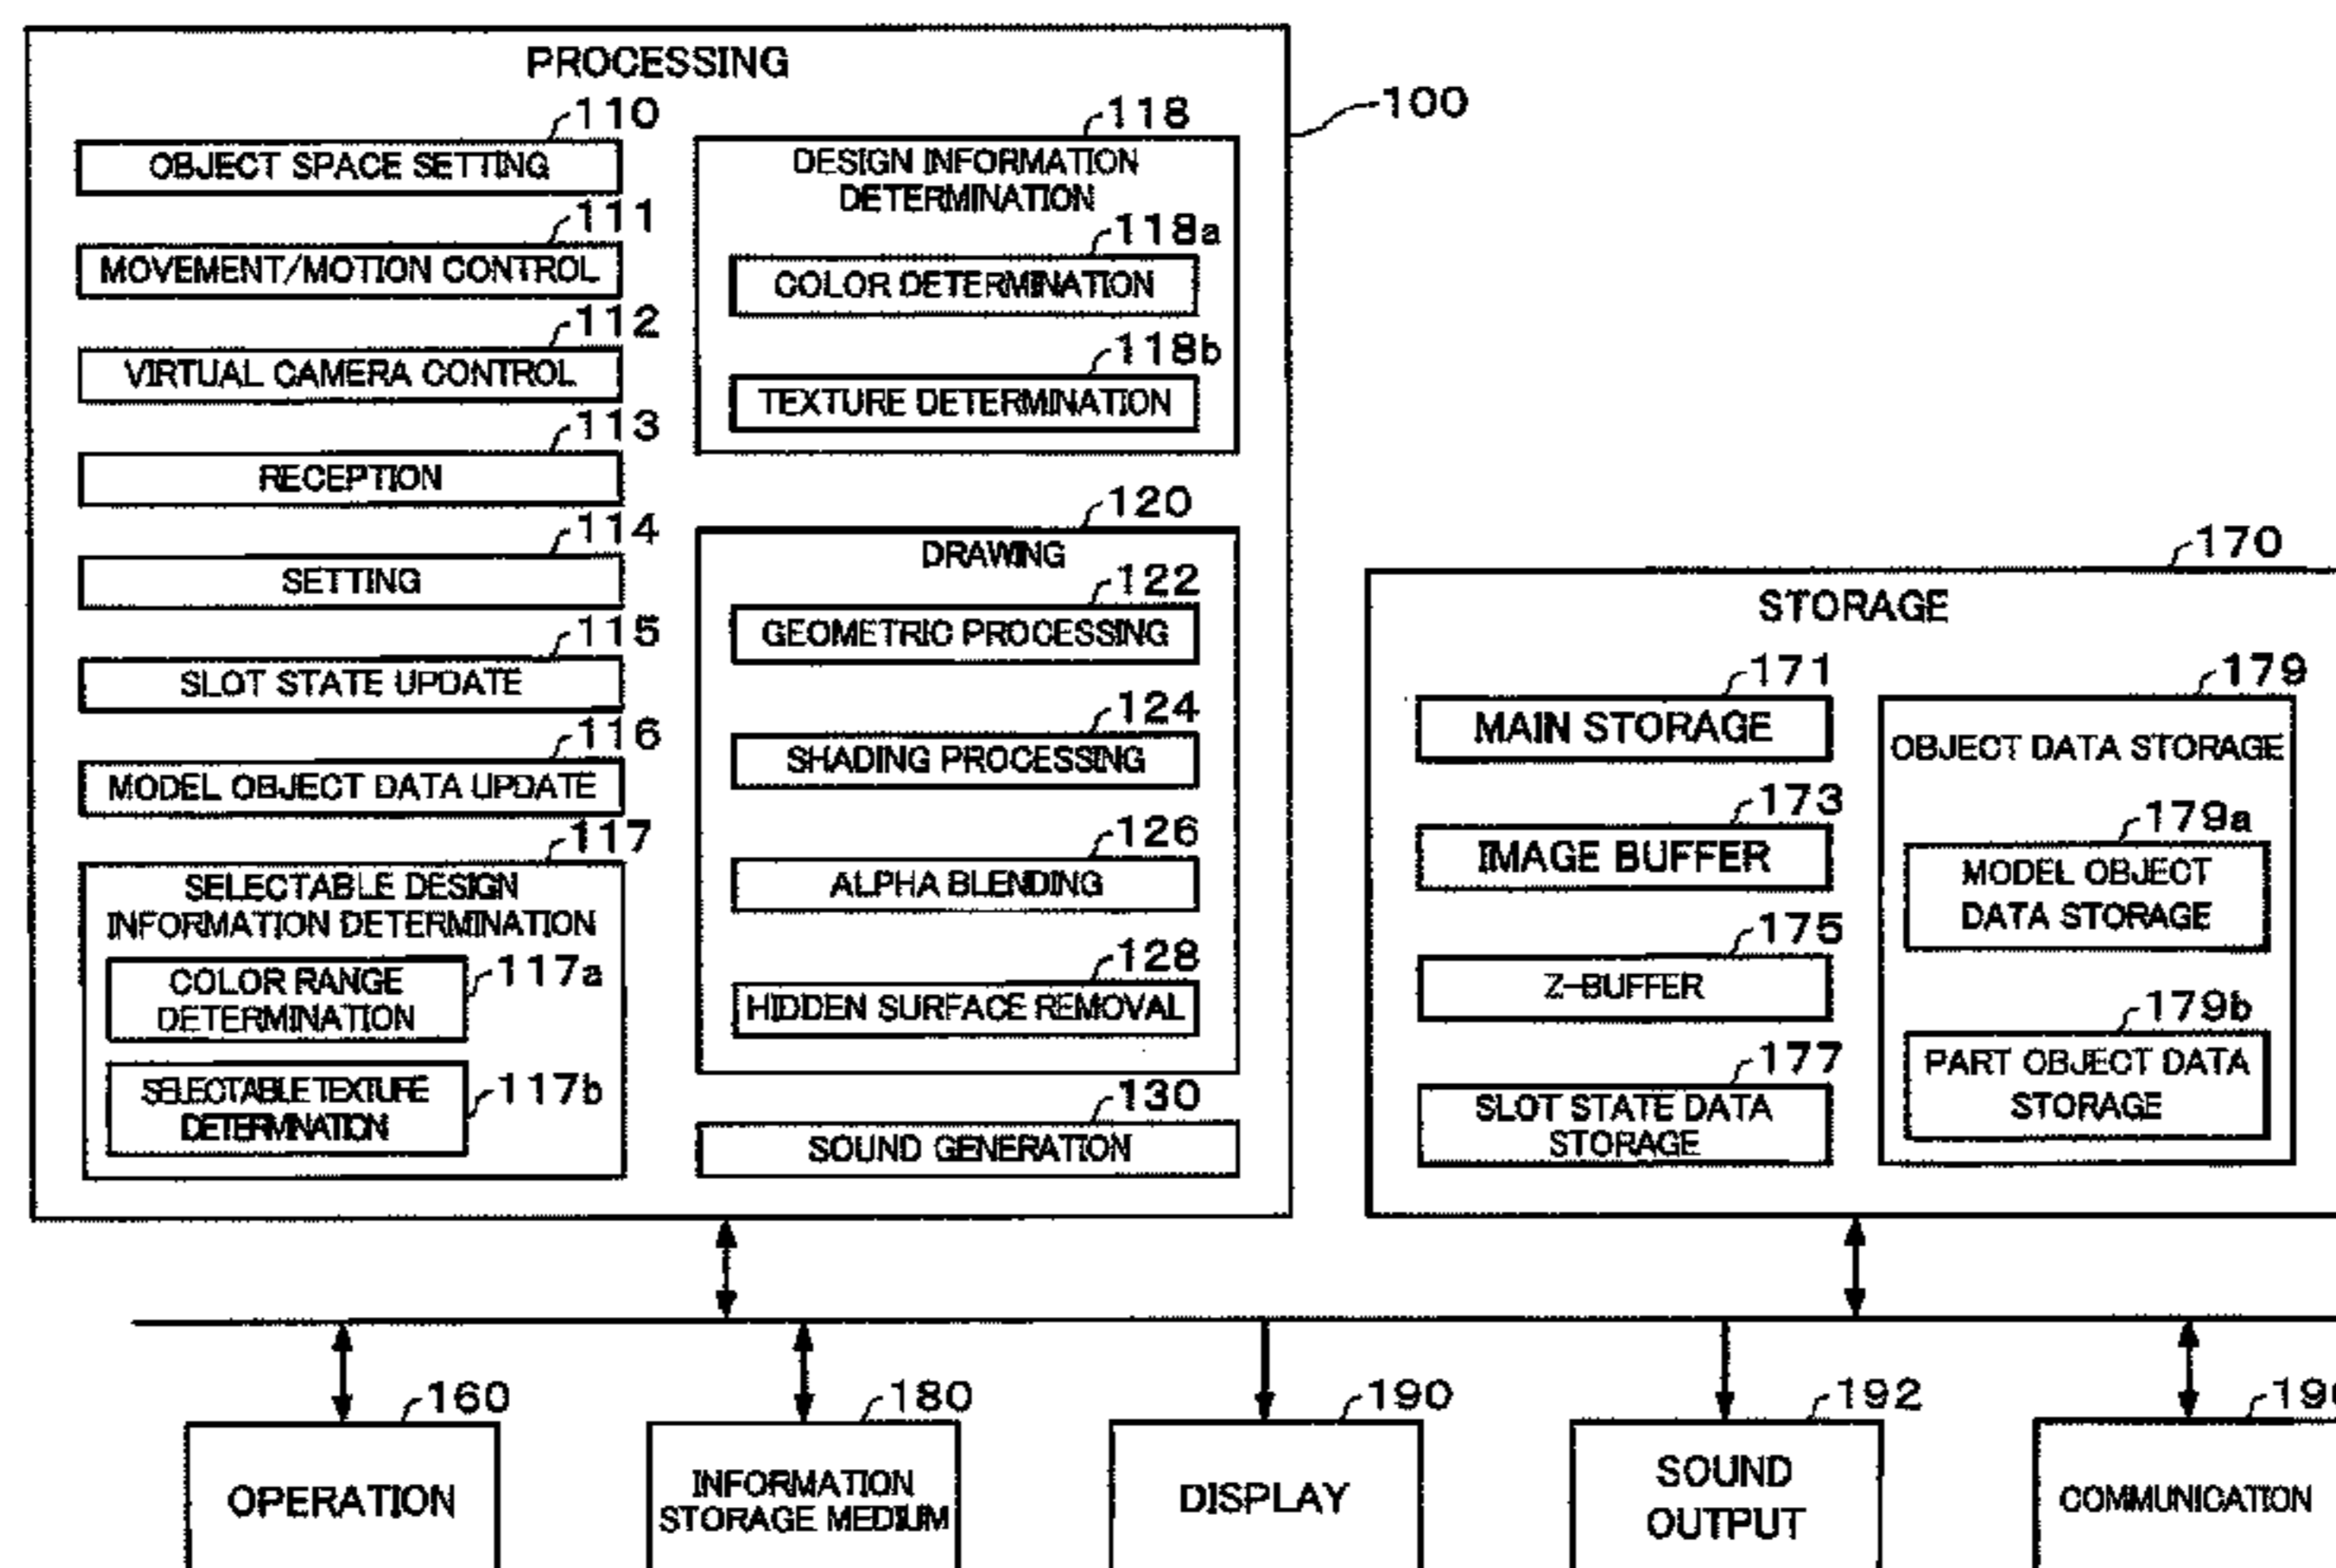 PROCESSING
100
110
OBJECT SPACE SETTING
111
MOVEMENT/MOTION CONTROL
112
VIRTUAL CAMERA CONTROL
113
RECEPTION
114
SETTING
115
SLOT STATE UPDATE
116
MODEL OBJECT DATA UPDATE
117
SELECTABLE DESIGN
INFORMATION DETERMINATION
COLOR RANGE
DETERMINATION
117a
SELECTABLE TEXTURE
DETERMINATION
117b
118
DESIGN INFORMATION
DETERMINATION
118a
COLOR DETERMINATION
118b
TEXTURE DETERMINATION
120
DRAWING
122
GEOMETRIC PROCESSING
124
SHADING PROCESSING
126
ALPHA BLENDING
128
HIDDEN SURFACE REMOVAL
130
SOUND GENERATION
170
STORAGE
171
MAIN STORAGE
173
IMAGE BUFFER
175
Z-BUFFER
177
SLOT STATE DATA
STORAGE
179
OBJECT DATA STORAGE
179a
MODEL OBJECT
DATA STORAGE
179b
PART OBJECT DATA
STORAGE
160
OPERATION
180
INFORMATION
STORAGE MEDIUM
190
DISPLAY
192
SOUND
OUTPUT
COMMUNICATION